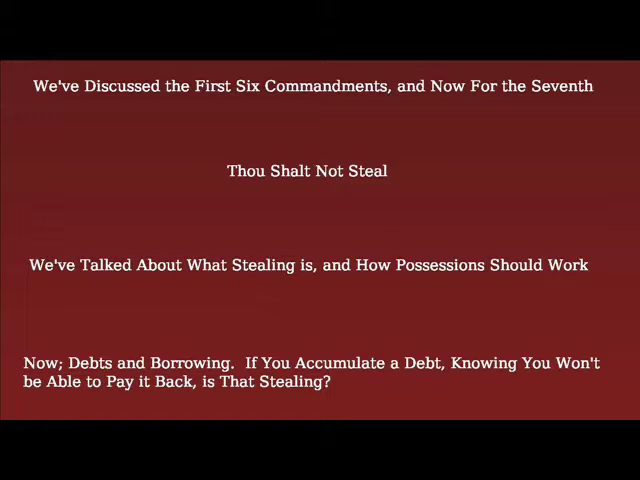 We've Discussed the First Six Commandments, and Now For the Seventh
Thou Shalt Not Steal
We've Talked About What Stealing is, and How Possessions Should Work
Now; Debts and Borrowing.  If You Accumulate a Debt, Knowing You Won't
be Able to Pay it Back, is That Stealing?